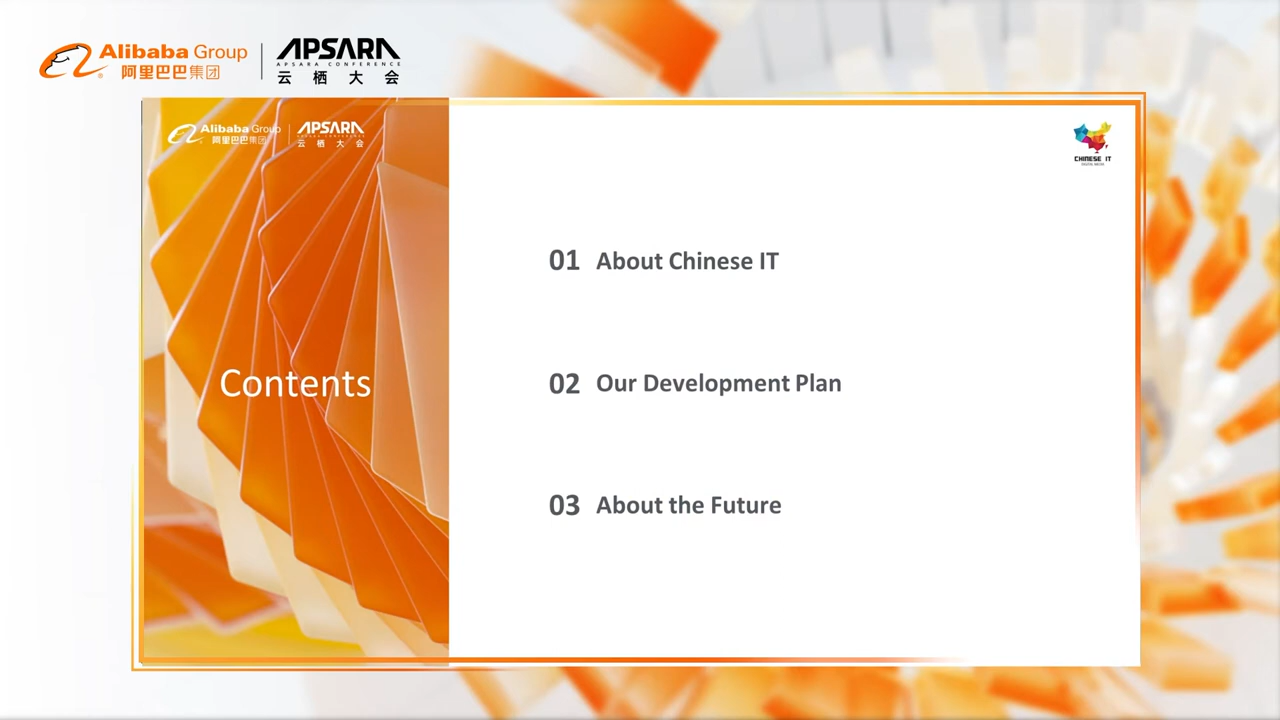 Alibaba Group
阿里巴巴集团
APSARA
APSARA CONFERENCE
云栖大会
Alibaba Group
阿里巴巴集团
APSARA
APSARA CONFERENCE
云栖大会
CHINESE IT
Contents
01 About Chinese IT
02 Our Development Plan
03 About the Future